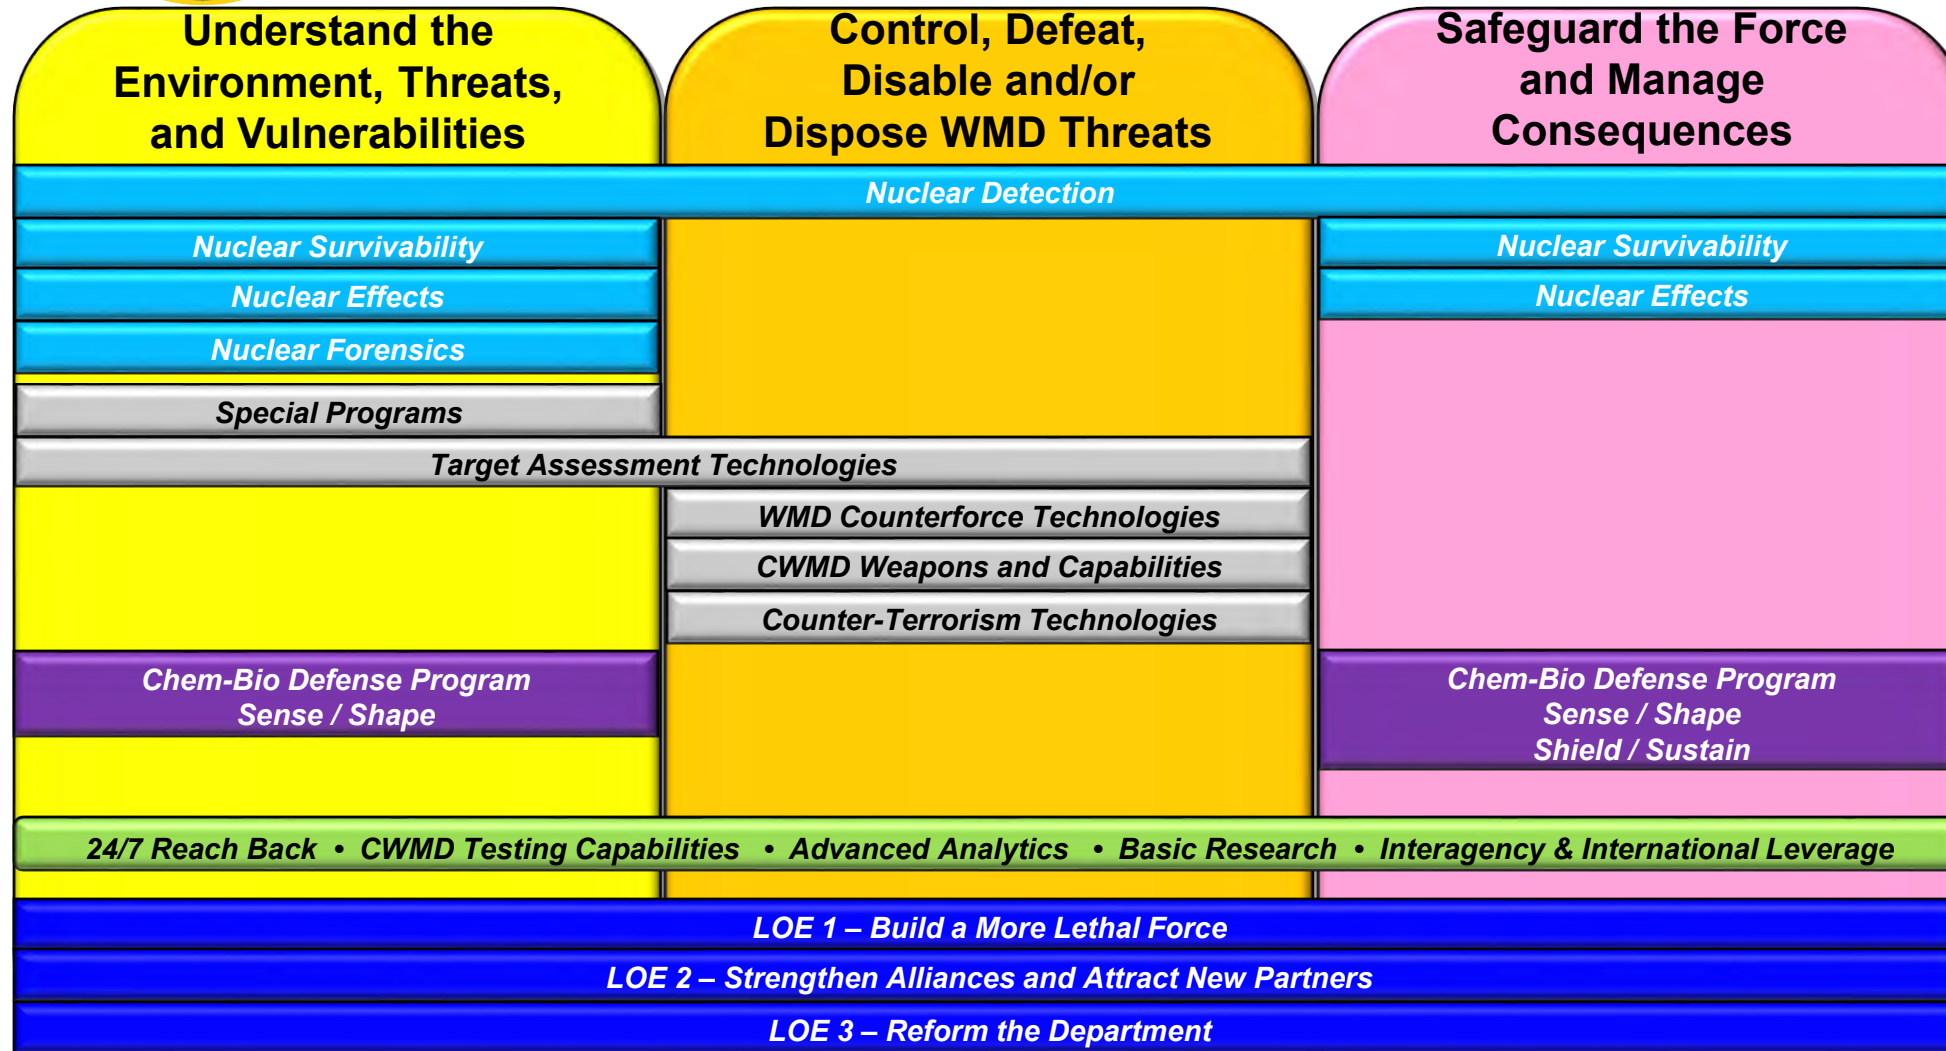 Understand the
Environment, Threats,
and Vulnerabilities
Control, Defeat,
Disable and/or
Dispose WMD Threats
Safeguard the Force
and Manage
Consequences
Nuclear Detection
Nuclear Survivability
Nuclear Survivability
Nuclear Effects
Nuclear Effects
Nuclear Forensics
Special Programs
Target Assessment Technologies
WMD Counterforce Technologies
CWMD Weapons and Capabilities
Counter-Terrorism Technologies
Chem-Bio Defense Program
Sense / Shape
Chem-Bio Defense Program
Sense / Shape
Shield / Sustain
24/7 Reach Back • CWMD Testing Capabilities • Advanced Analytics • Basic Research • Interagency & International Leverage
LOE 1 – Build a More Lethal Force
LOE 2 – Strengthen Alliances and Attract New Partners
LOE 3 – Reform the Department